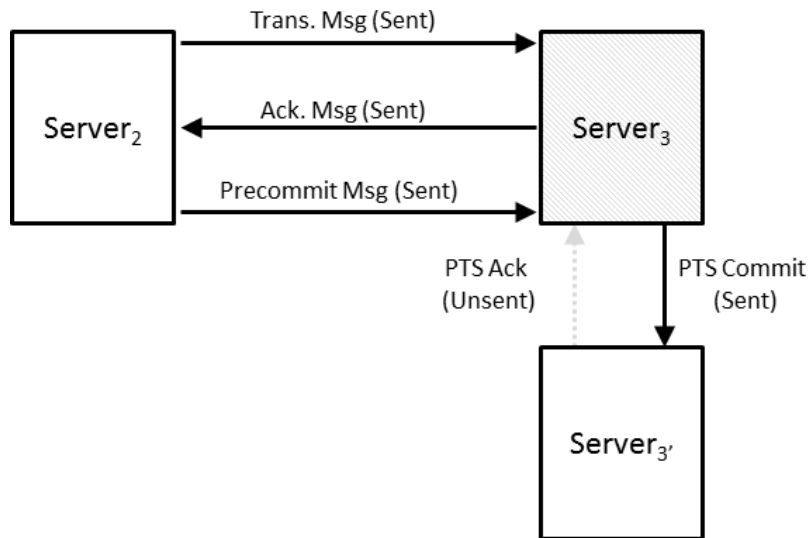 Trans. Msg (Sent)
Server2
Ack. Msg (Sent)
Server3
Precommit Msg (Sent)
PTS Ack
(Unsent)
PTS Commit
(Sent)
Server3'